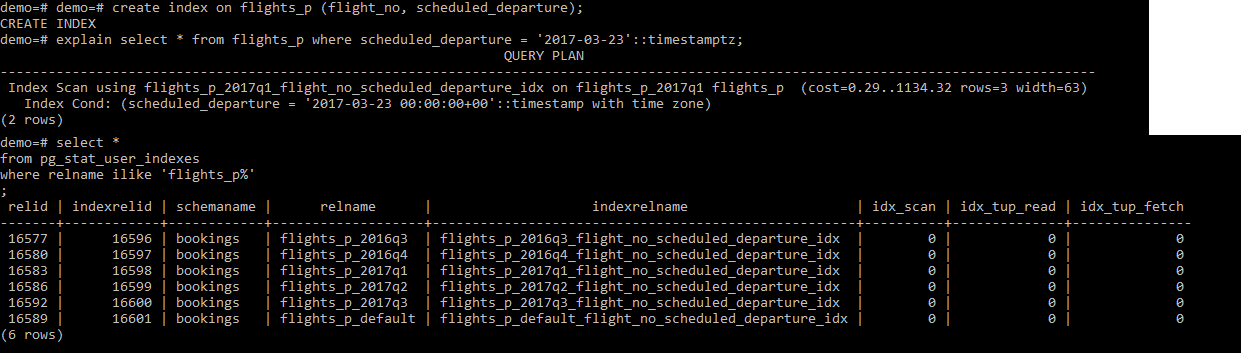 demo=# demo=# create index on flights_p (flight_no, scheduled_departure);
CREATE INDEX
demo=# explain select * from flights_p where scheduled_departure = '2017-03-23'::timestamptz;
                                                               QUERY PLAN
-----------------------------------------------------------------------------------------------------------------------------------------
 Index Scan using flights_p_2017q1_flight_no_scheduled_departure_idx on flights_p_2017q1 flights_p  (cost=0.29..1134.32 rows=3 width=63)
   Index Cond: (scheduled_departure = '2017-03-23 00:00:00+00'::timestamp with time zone)
(2 rows)
demo=# select *
from pg_stat_user_indexes
where relname ilike 'flights_p%'
;
 relid | indexrelid | schemaname |      relname      |                    indexrelname                     | idx_scan | idx_tup_read | idx_tup_fetch
-------+------------+------------+-------------------+-----------------------------------------------------+----------+--------------+---------------
 16577 |      16596 | bookings   | flights_p_2016q3  | flights_p_2016q3_flight_no_scheduled_departure_idx  |        0 |            0 |             0
 16580 |      16597 | bookings   | flights_p_2016q4  | flights_p_2016q4_flight_no_scheduled_departure_idx  |        0 |            0 |             0
 16583 |      16598 | bookings   | flights_p_2017q1  | flights_p_2017q1_flight_no_scheduled_departure_idx  |        0 |            0 |             0
 16586 |      16599 | bookings   | flights_p_2017q2  | flights_p_2017q2_flight_no_scheduled_departure_idx  |        0 |            0 |             0
 16592 |      16600 | bookings   | flights_p_2017q3  | flights_p_2017q3_flight_no_scheduled_departure_idx  |        0 |            0 |             0
 16589 |      16601 | bookings   | flights_p_default | flights_p_default_flight_no_scheduled_departure_idx |        0 |            0 |             0
(6 rows)